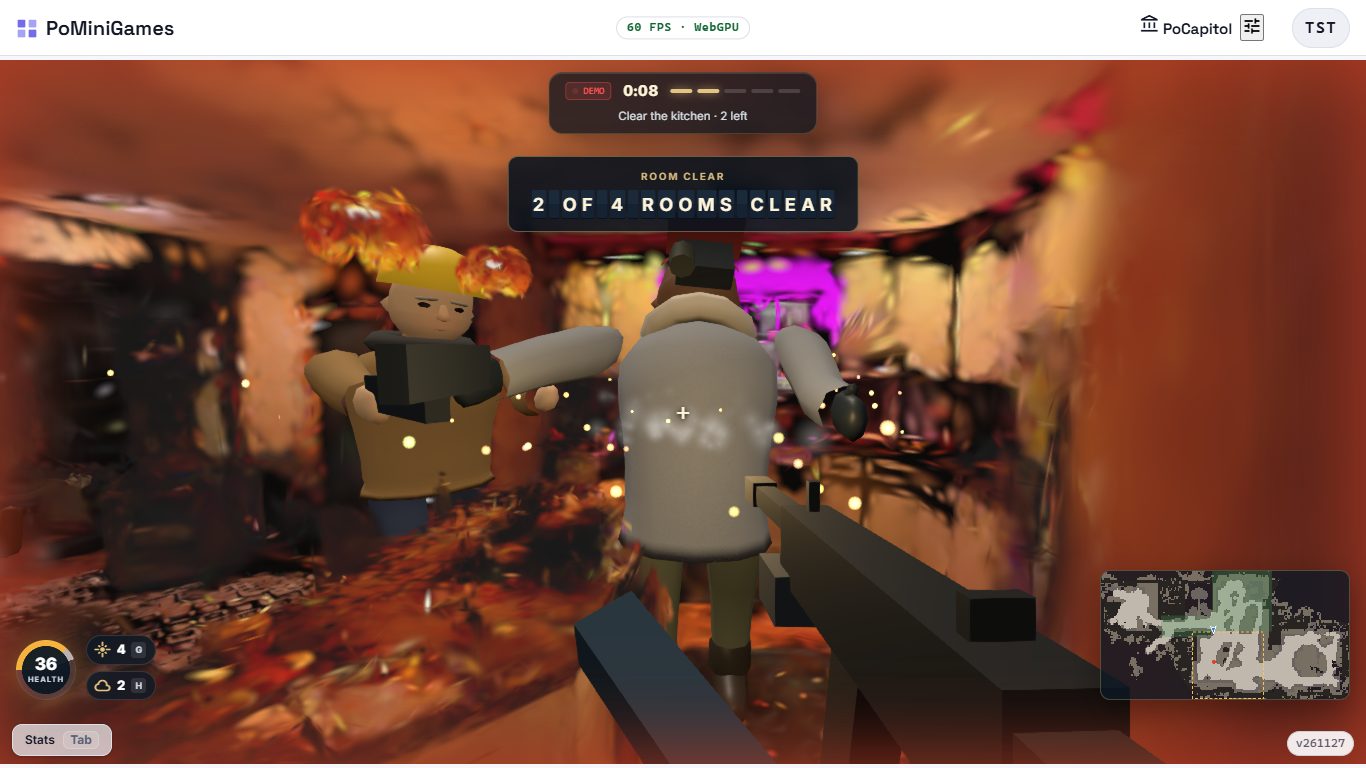 PoMiniGames
60 FPS · WebGPU
PoCapitol
TST
DEMO
0:08
Clear the kitchen · 2 left
ROOM CLEAR
2 OF 4 ROOMS CLEAR
36
HEALTH
4 G
2 H
Stats Tab
v261127